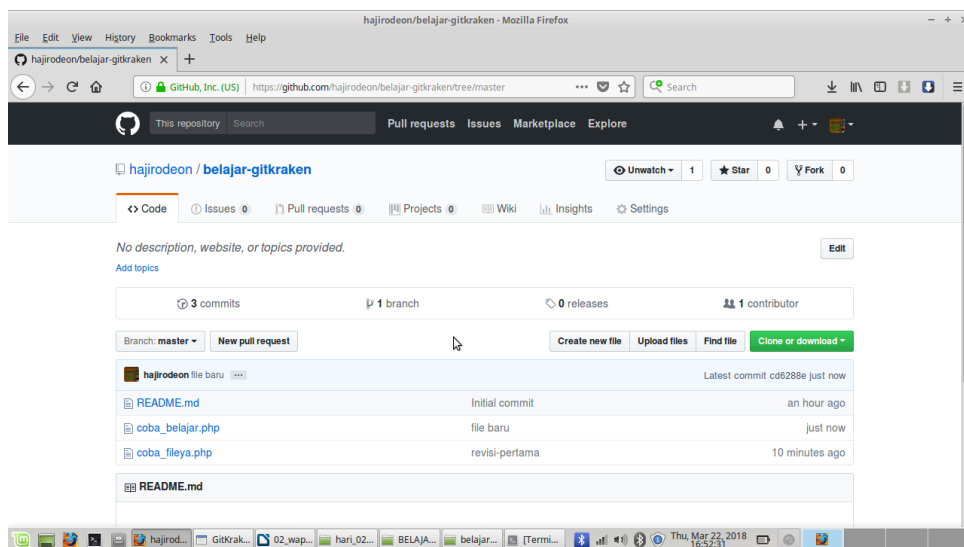 hajirodeon/belajar-gitkraken - Mozilla Firefox
File Edit View History Bookmarks Tools Help
hajirodeon/belajar-gitkraken
GitHub, Inc. (US) https://github.com/hajirodeon/belajar-gitkraken/tree/master Search
This repository Search Pull requests Issues Marketplace Explore
hajirodeon / belajar-gitkraken Unwatch 1 Star 0 Fork 0
Code Issues 0 Pull requests 0 Projects 0 Wiki Insights Settings
No description, website, or topics provided. Edit
Add topics
3 commits 1 branch 0 releases 1 contributor
Branch: master New pull request Create new file Upload files Find file Clone or download
hajirodeon file baru ... Latest commit cd6288e just now
README.md Initial commit an hour ago
coba_belajar.php file baru just now
coba_fileya.php revisi-pertama 10 minutes ago
README.md
hajirod... GitKrak... 02_wap... hari_02... BELAJA... belajar... [Termi... Thu, Mar 22, 2018
16:52:31